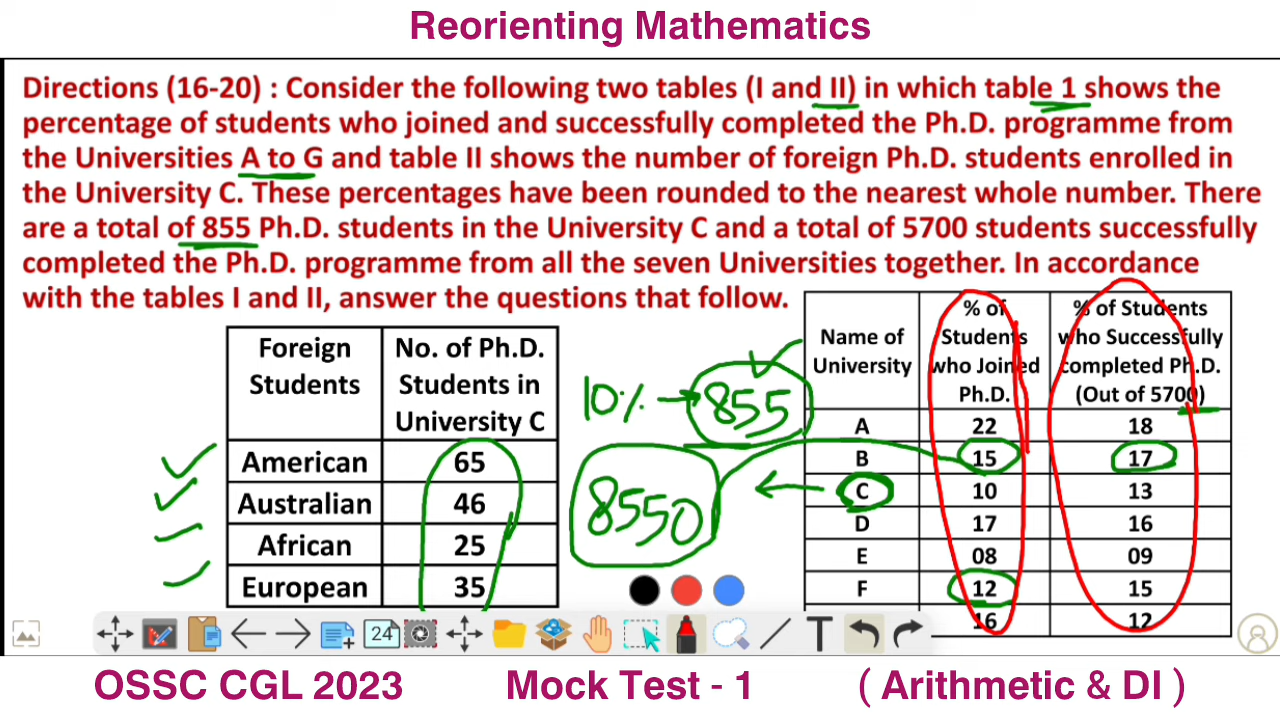 Reorienting Mathematics
Directions (16-20) : Consider the following two tables (I and II) in which table 1 shows the
percentage of students who joined and successfully completed the Ph.D. programme from
the Universities A to G and table II shows the number of foreign Ph.D. students enrolled in
the University C. These percentages have been rounded to the nearest whole number. There
are a total of 855 Ph.D. students in the University C and a total of 5700 students successfully
completed the Ph.D. programme from all the seven Universities together. In accordance
with the tables I and II, answer the questions that follow.
Foreign Students No. of Ph.D. Students in University C
American 65
Australian 46
African 25
European 35
10% → 855
8550
Name of University % of Students who Joined Ph.D. % of Students who Successfully completed Ph.D. (Out of 5700)
A 22 18
B 15 17
C 10 13
D 17 16
E 08 09
F 12 15
16 12
24
T
OSSC CGL 2023 Mock Test - 1 ( Arithmetic & DI )